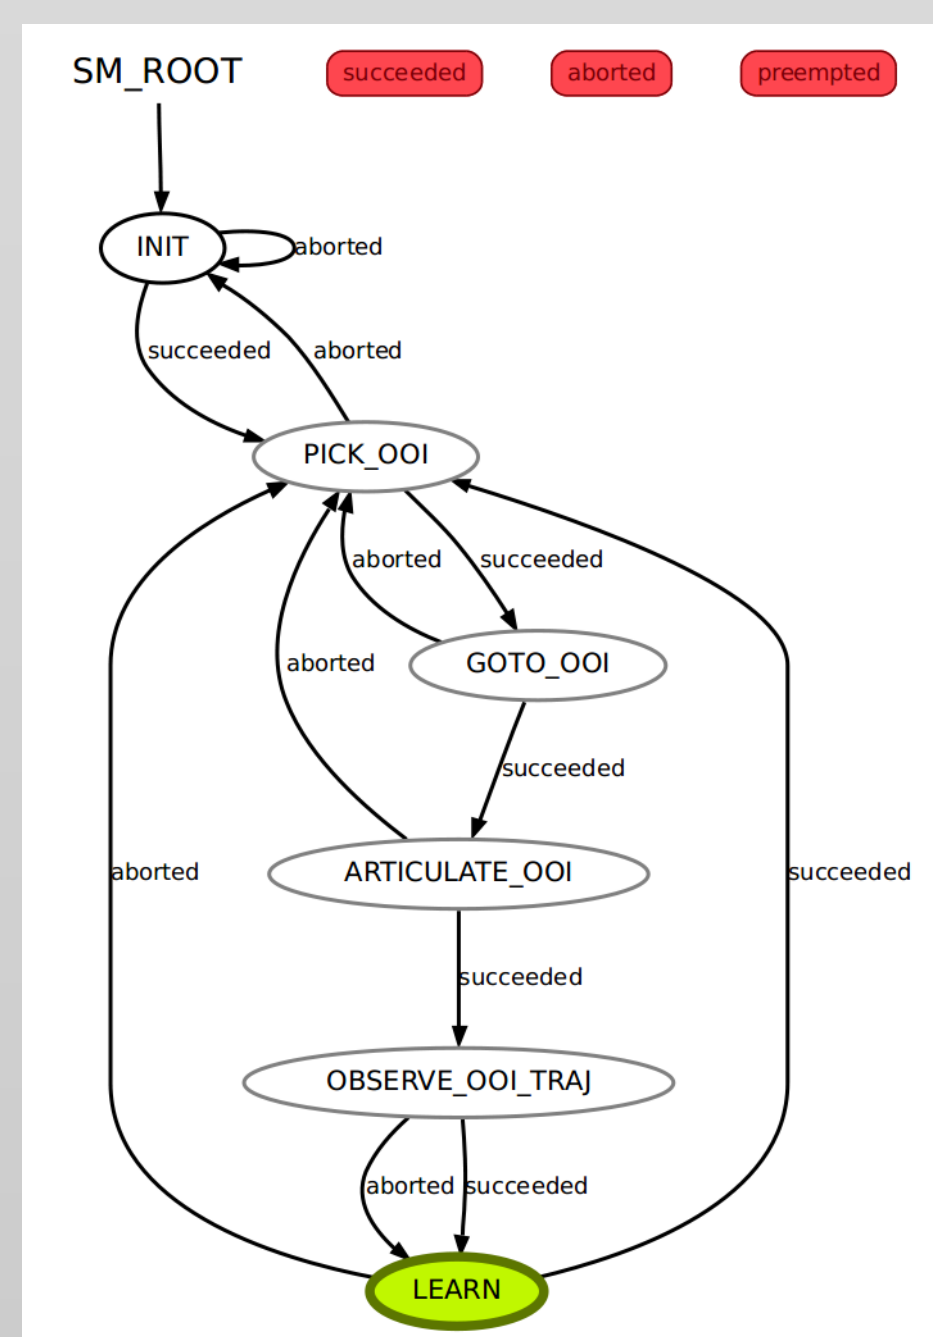 SM_ROOT
succeeded
aborted
preempted
INIT
aborted
succeeded
aborted
PICK_OOI
aborted
succeeded
GOTO_OOI
aborted
succeeded
ARTICULATE_OOI
aborted
succeeded
succeeded
OBSERVE_OOI_TRAJ
aborted
succeeded
LEARN